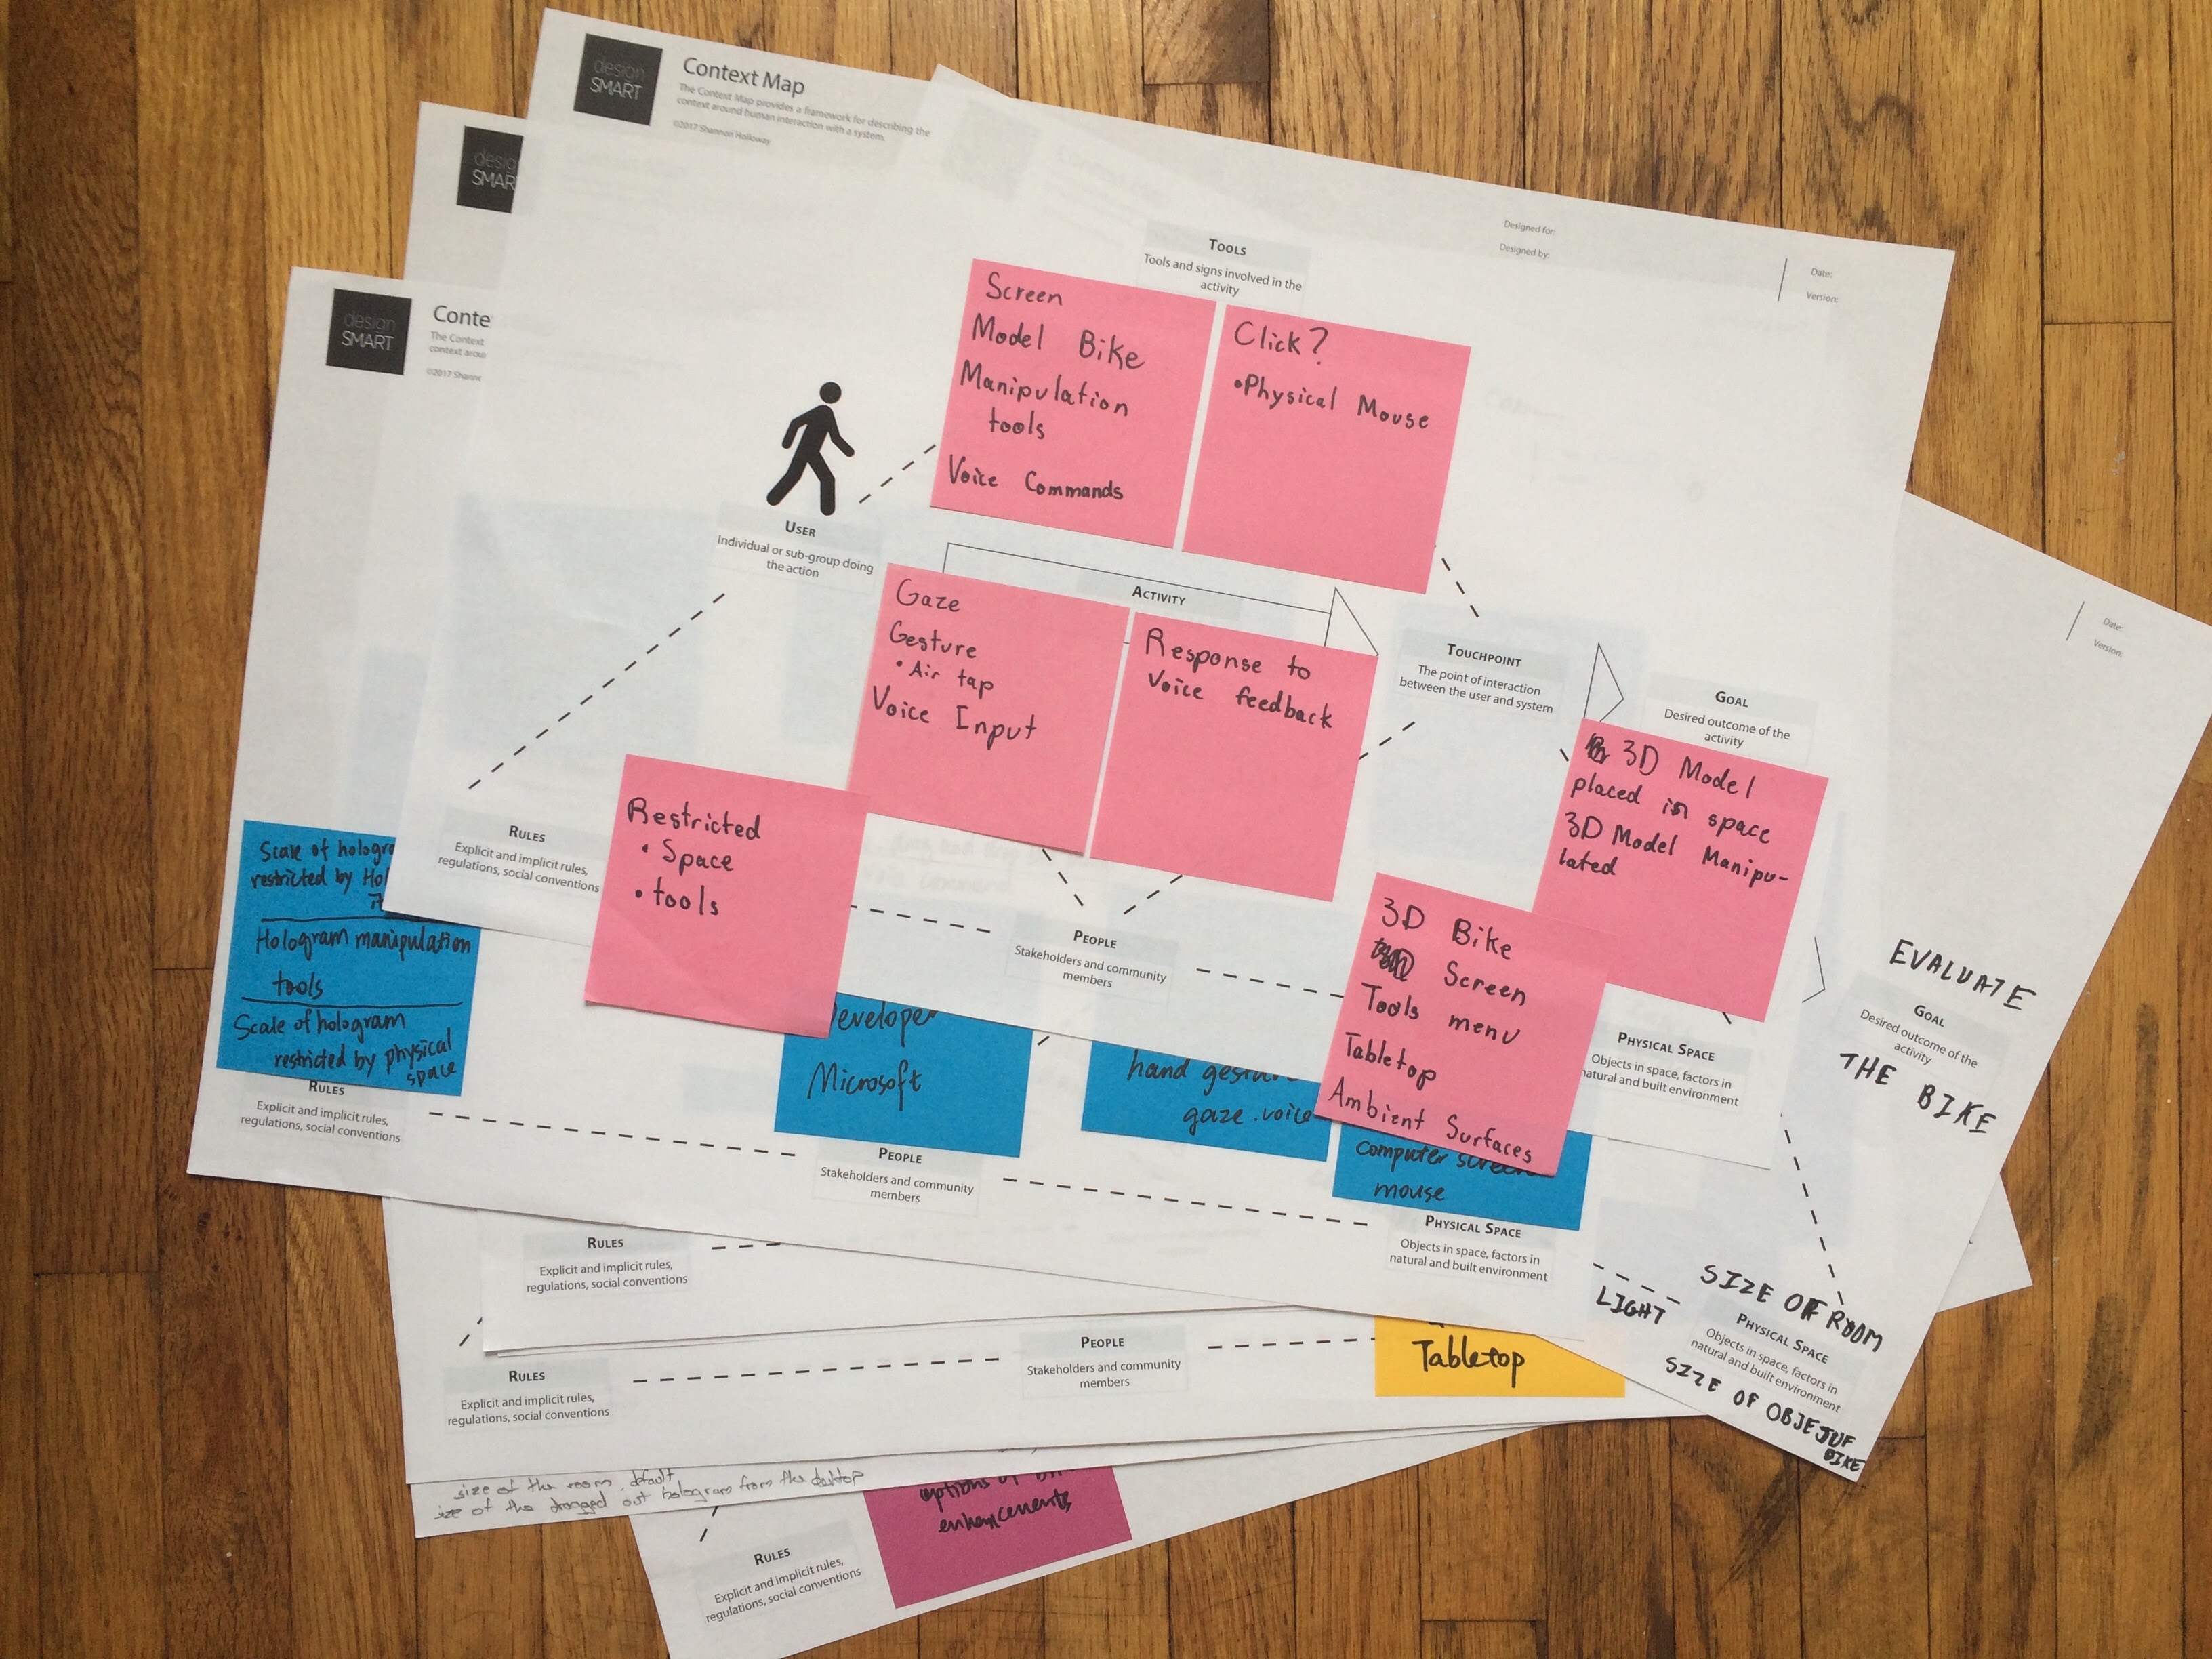 design
SMART
Context Map
The Context Map provides a framework for describing the
context around human interaction with a system.
©2017 Shannon Holloway
Designed for:
Designed by:
Date:
Version:
TOOLS
Tools and signs involved in the
activity
Screen
Model Bike
Manipulation
tools
Voice Commands
Click?
•Physical Mouse
USER
Individual or sub-group doing
the action
ACTIVITY
Gaze
Gesture
• Air tap
Voice Input
Response to
Voice feedback
TOUCHPOINT
The point of interaction
between the user and system
GOAL
Desired outcome of the
activity
3D Model
placed in space
3D Model Manipu-
lated
RULES
Explicit and implicit rules,
regulations, social conventions
Restricted
• Space
• tools
PEOPLE
Stakeholders and community
members
3D Bike
Screen
Tools menu
Tabletop
Ambient Surfaces
PHYSICAL SPACE
Objects in space, factors in
natural and built environment
design
SMART
design
SMART
Conte
The Context
context arou
©2017 Shanno
Scale of hologr
restricted by Hol
Hologram manipulation
tools
Scale of hologram
restricted by physical
space
RULES
Explicit and implicit rules,
regulations, social conventions
Developer
Microsoft
PEOPLE
Stakeholders and community
members
hand gesture
gaze. voice
computer screen
mouse
PHYSICAL SPACE
Objects in space, factors in
natural and built environment
Date:
Version:
EVALUATE
GOAL
Desired outcome of the
activity
THE BIKE
LIGHT
SIZE OF ROOM
PHYSICAL SPACE
Objects in space, factors in
natural and built environment
SIZE OF OBJE
BIKE
RULES
Explicit and implicit rules,
regulations, social conventions
RULES
Explicit and implicit rules,
regulations, social conventions
PEOPLE
Stakeholders and community
members
Tabletop
size of the room, default
size of the dragged out hologram from the desktop
options of
enhancements
RULES
Explicit and implicit rules,
regulations, social conventions